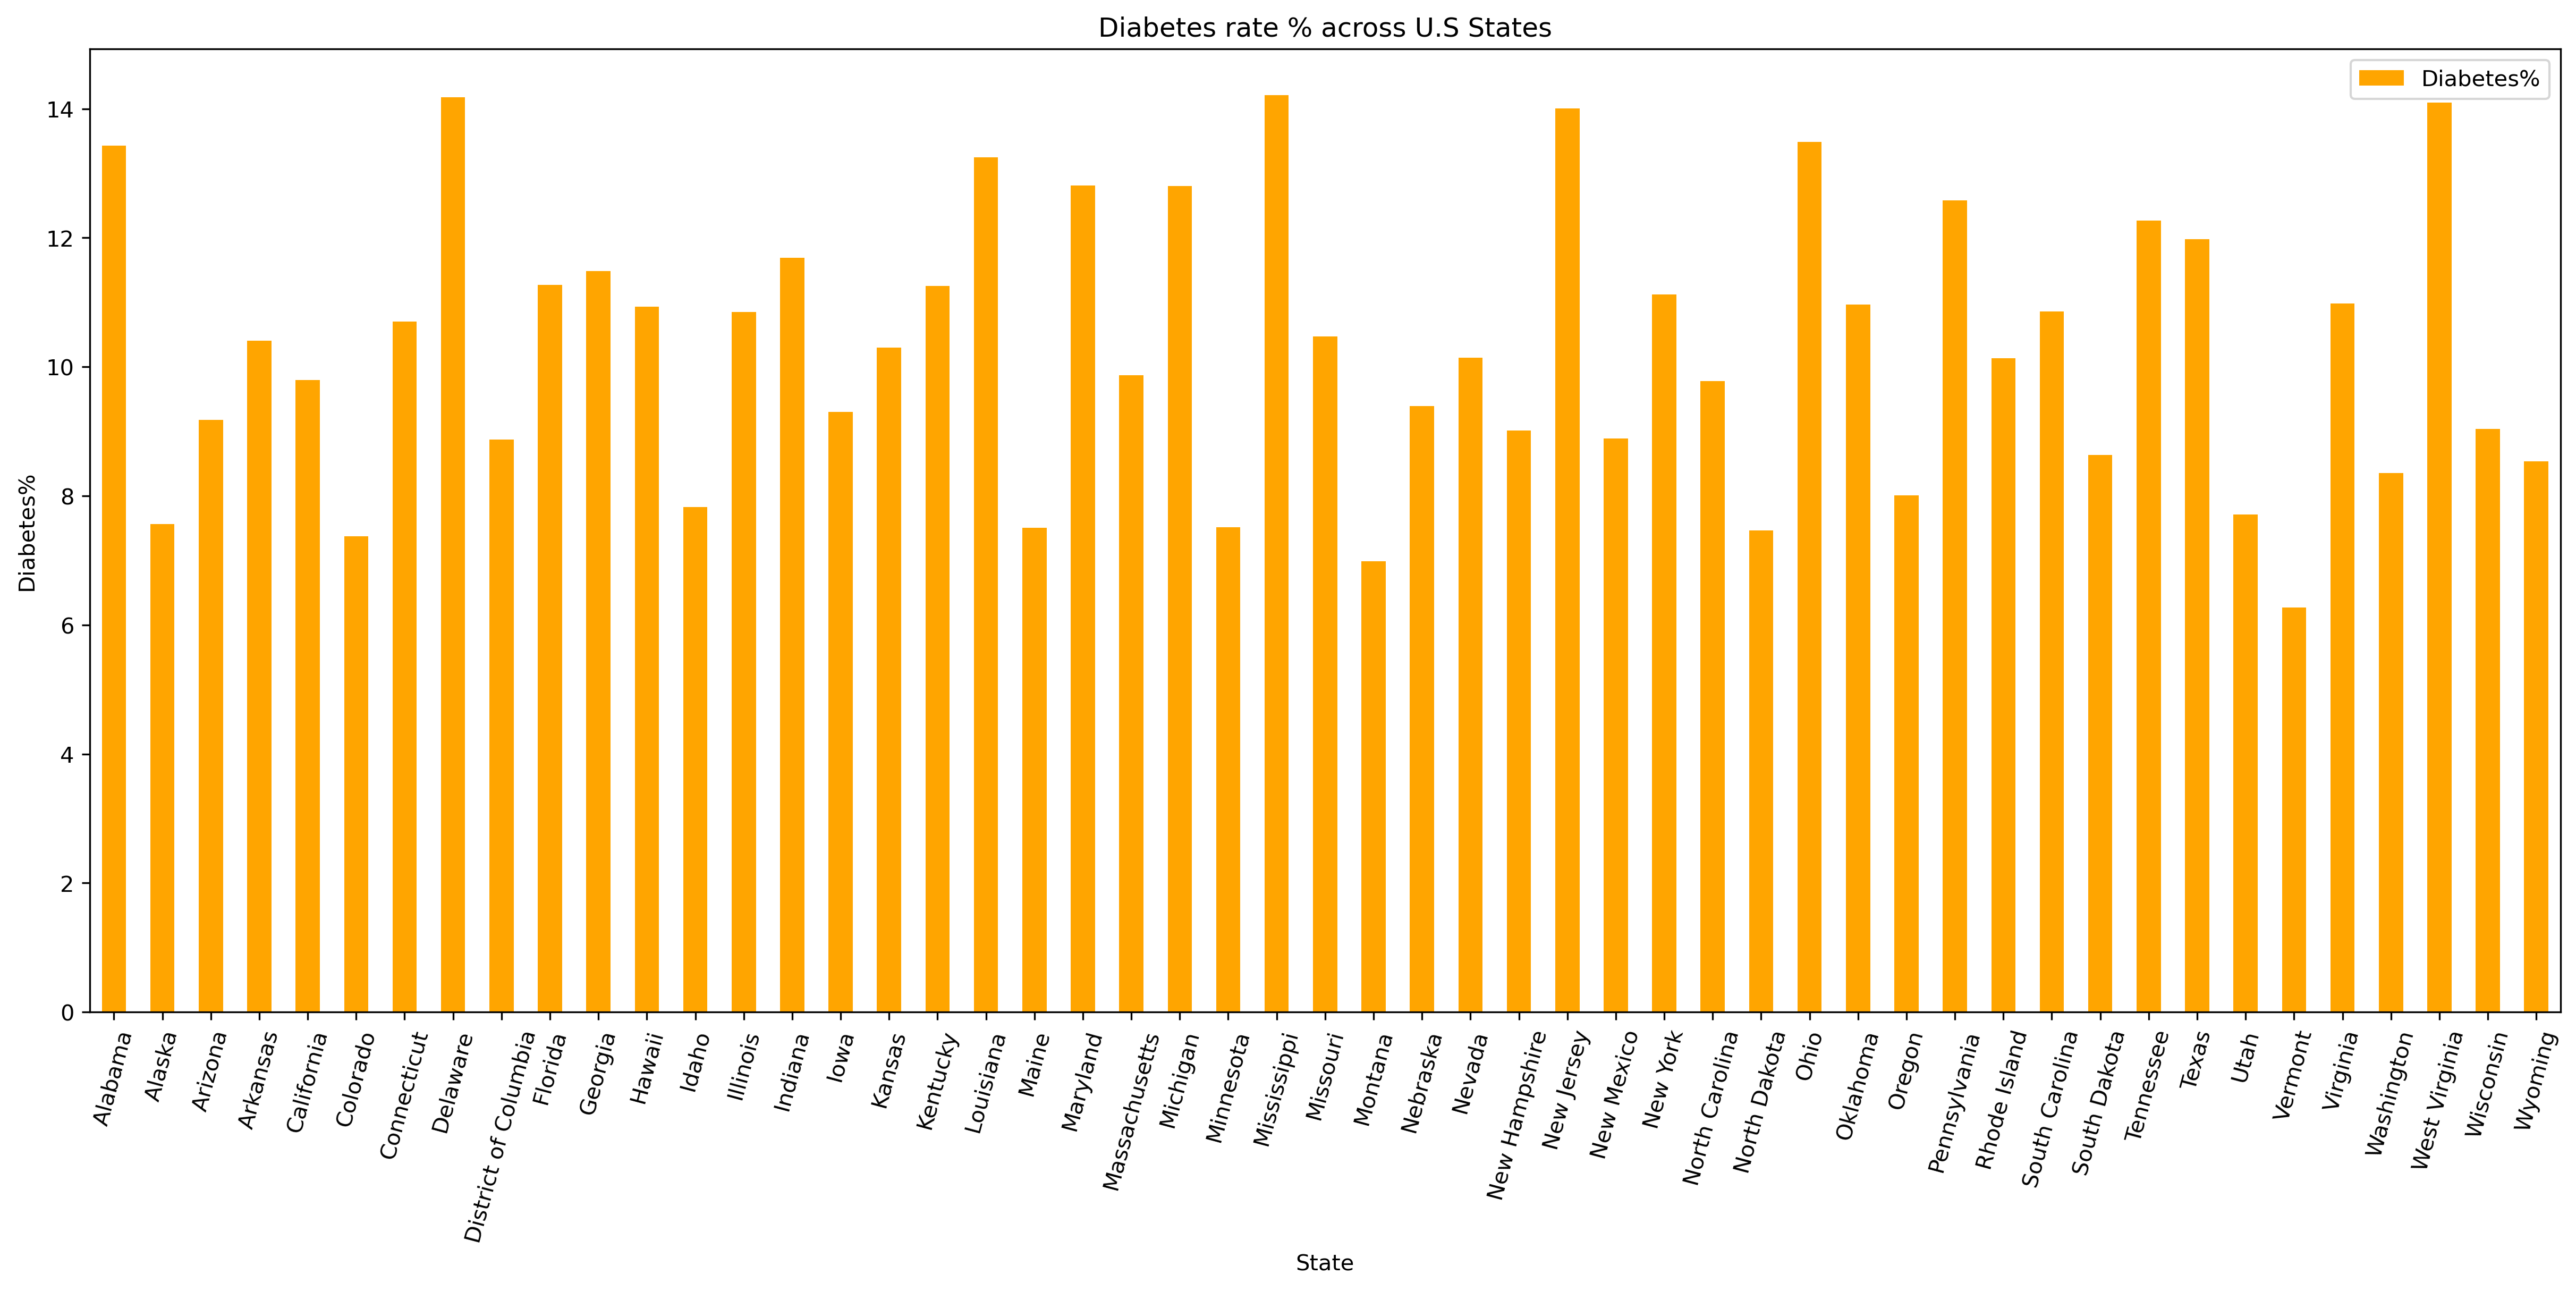 Diabetes rate % across U.S States
Diabetes%
14
12
10
8
6
4
2
0
Diabetes%
Alabama
Alaska
Arizona
Arkansas
California
Colorado
Connecticut
Delaware
District of Columbia
Florida
Georgia
Hawaii
Idaho
Illinois
Indiana
Iowa
Kansas
Kentucky
Louisiana
Maine
Maryland
Massachusetts
Michigan
Minnesota
Mississippi
Missouri
Montana
Nebraska
Nevada
New Hampshire
New Jersey
New Mexico
New York
North Carolina
North Dakota
Ohio
Oklahoma
Oregon
Pennsylvania
Rhode Island
South Carolina
South Dakota
Tennessee
Texas
Utah
Vermont
Virginia
Washington
West Virginia
Wisconsin
Wyoming
State